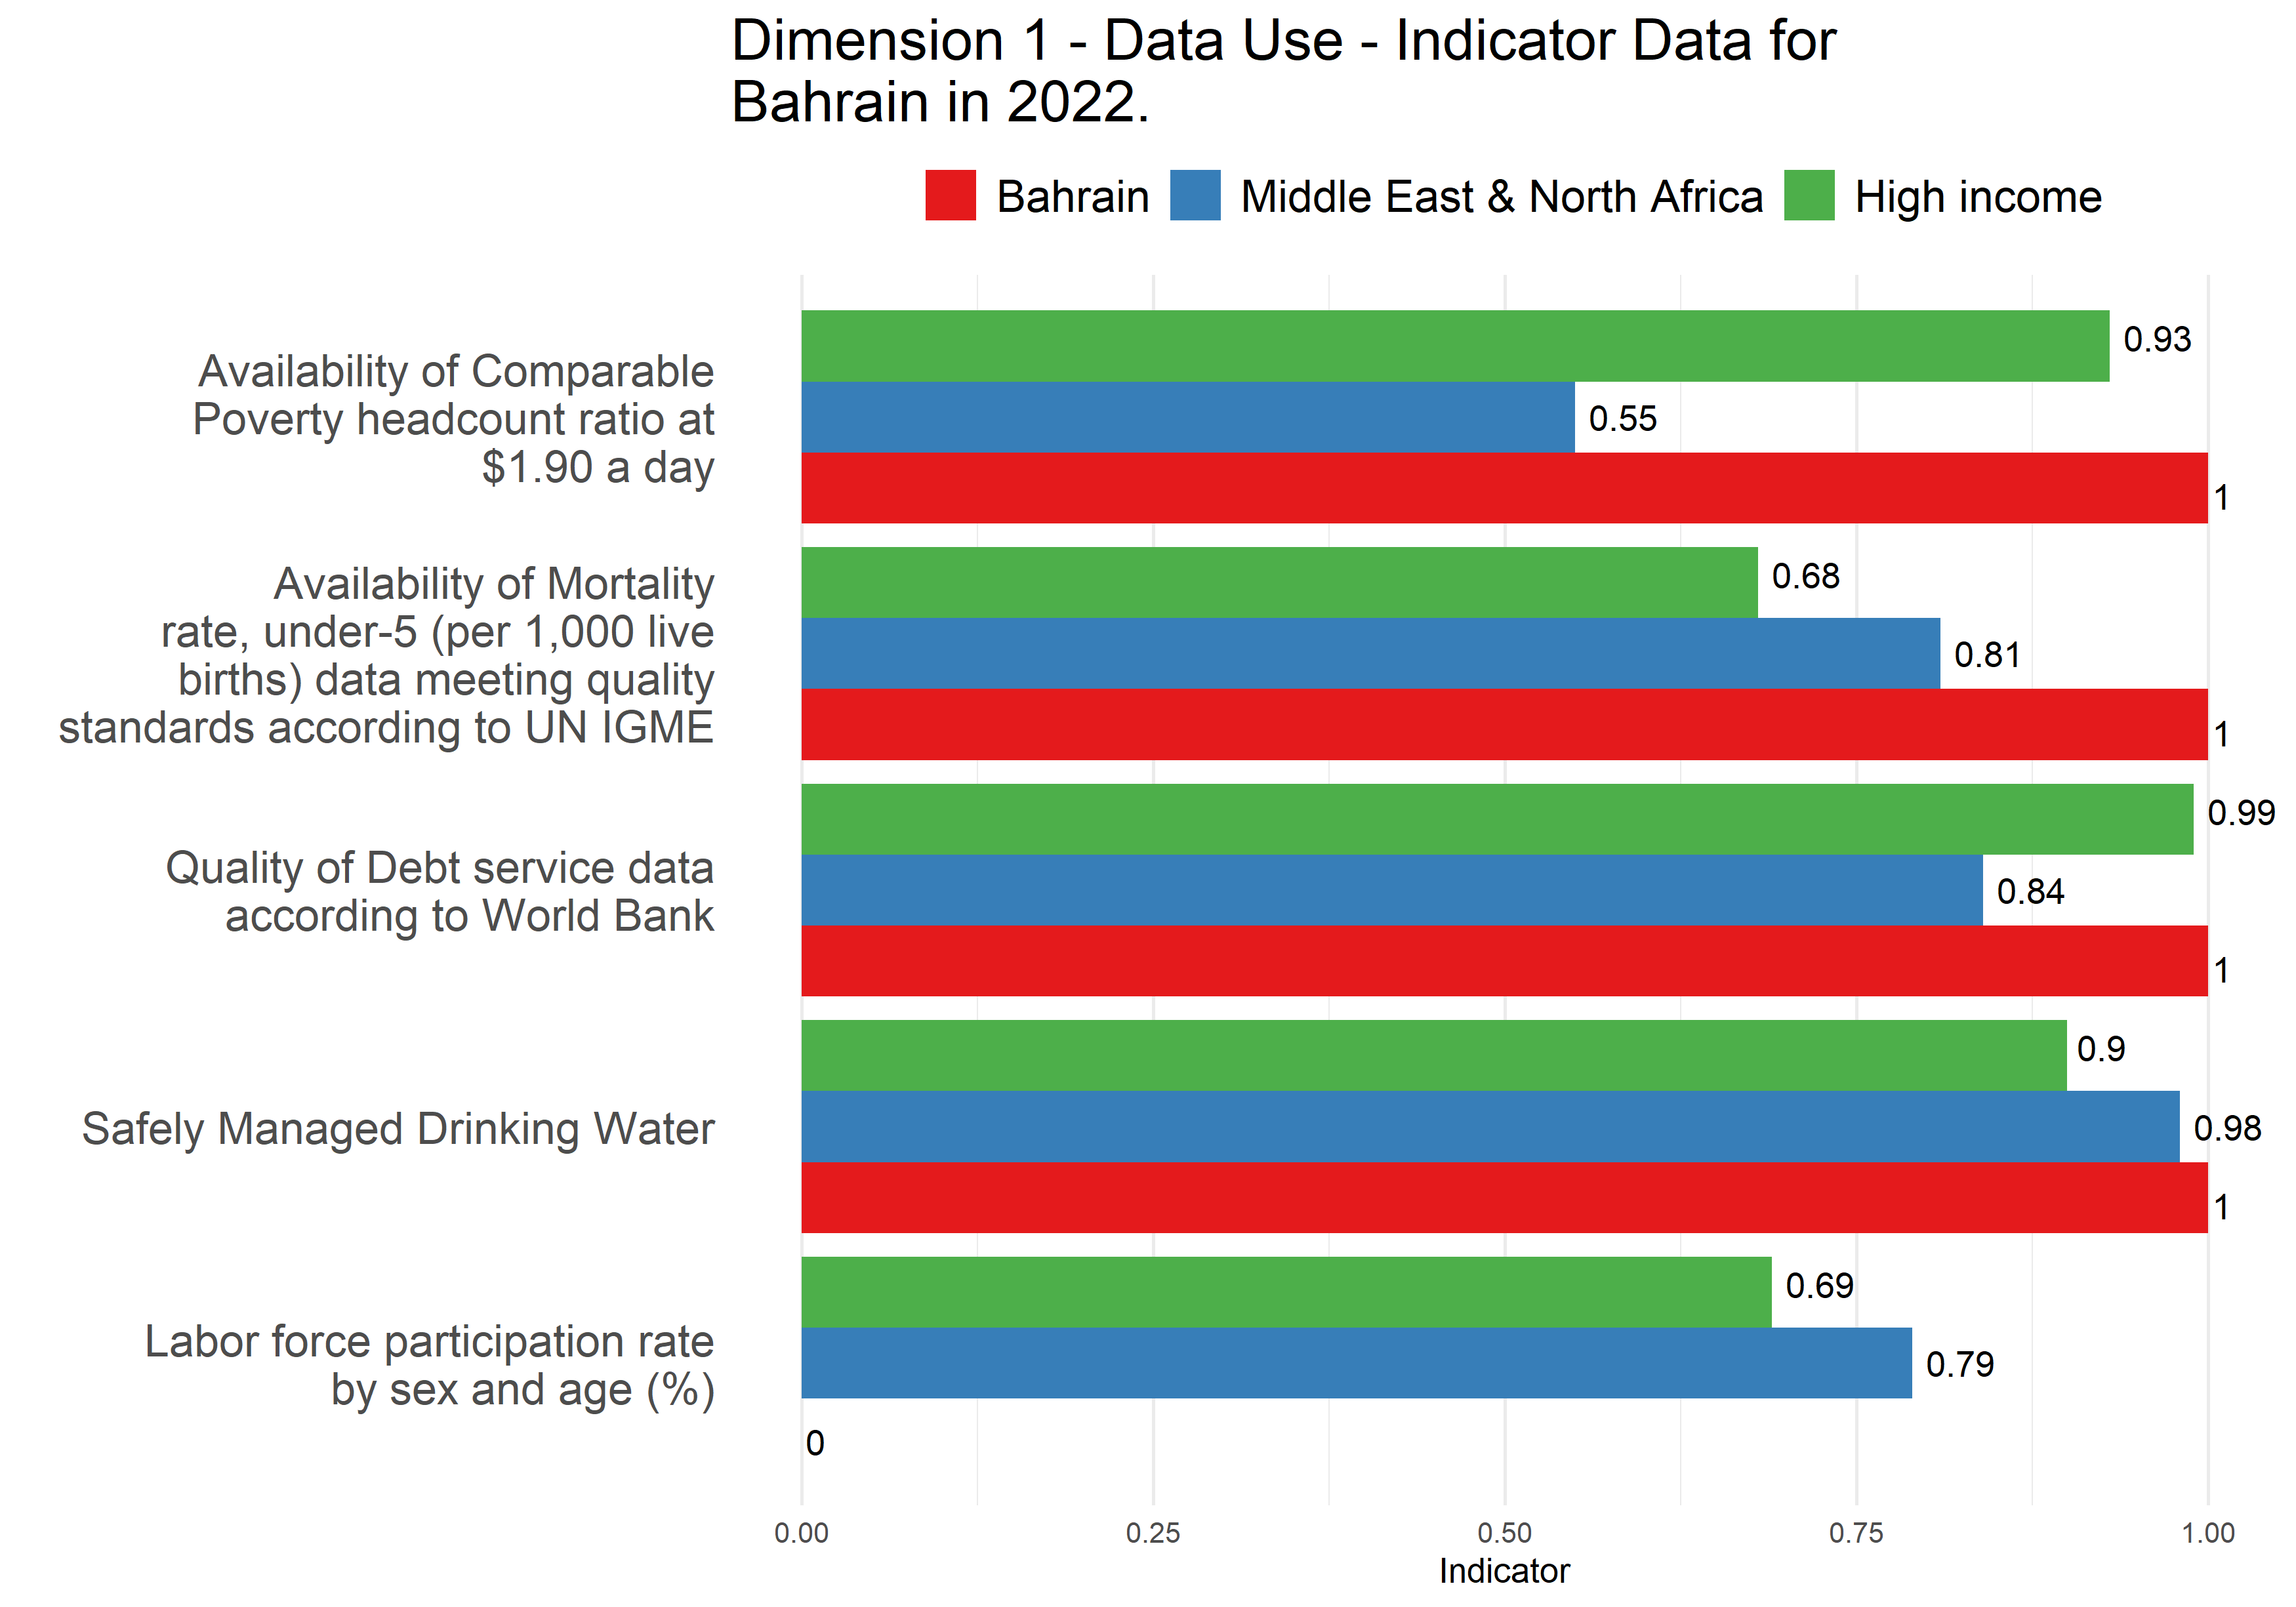 Dimension 1 - Data Use - Indicator Data for
Bahrain in 2022.
Bahrain
Middle East & North Africa
High income
Availability of Comparable
Poverty headcount ratio at
$1.90 a day
0.93
0.55
1
Availability of Mortality
rate, under-5 (per 1,000 live
births) data meeting quality
standards according to UN IGME
0.68
0.81
1
Quality of Debt service data
according to World Bank
0.99
0.84
1
Safely Managed Drinking Water
0.9
0.98
1
Labor force participation rate
by sex and age (%)
0.69
0.79
0
0.00
0.25
0.50
0.75
1.00
Indicator